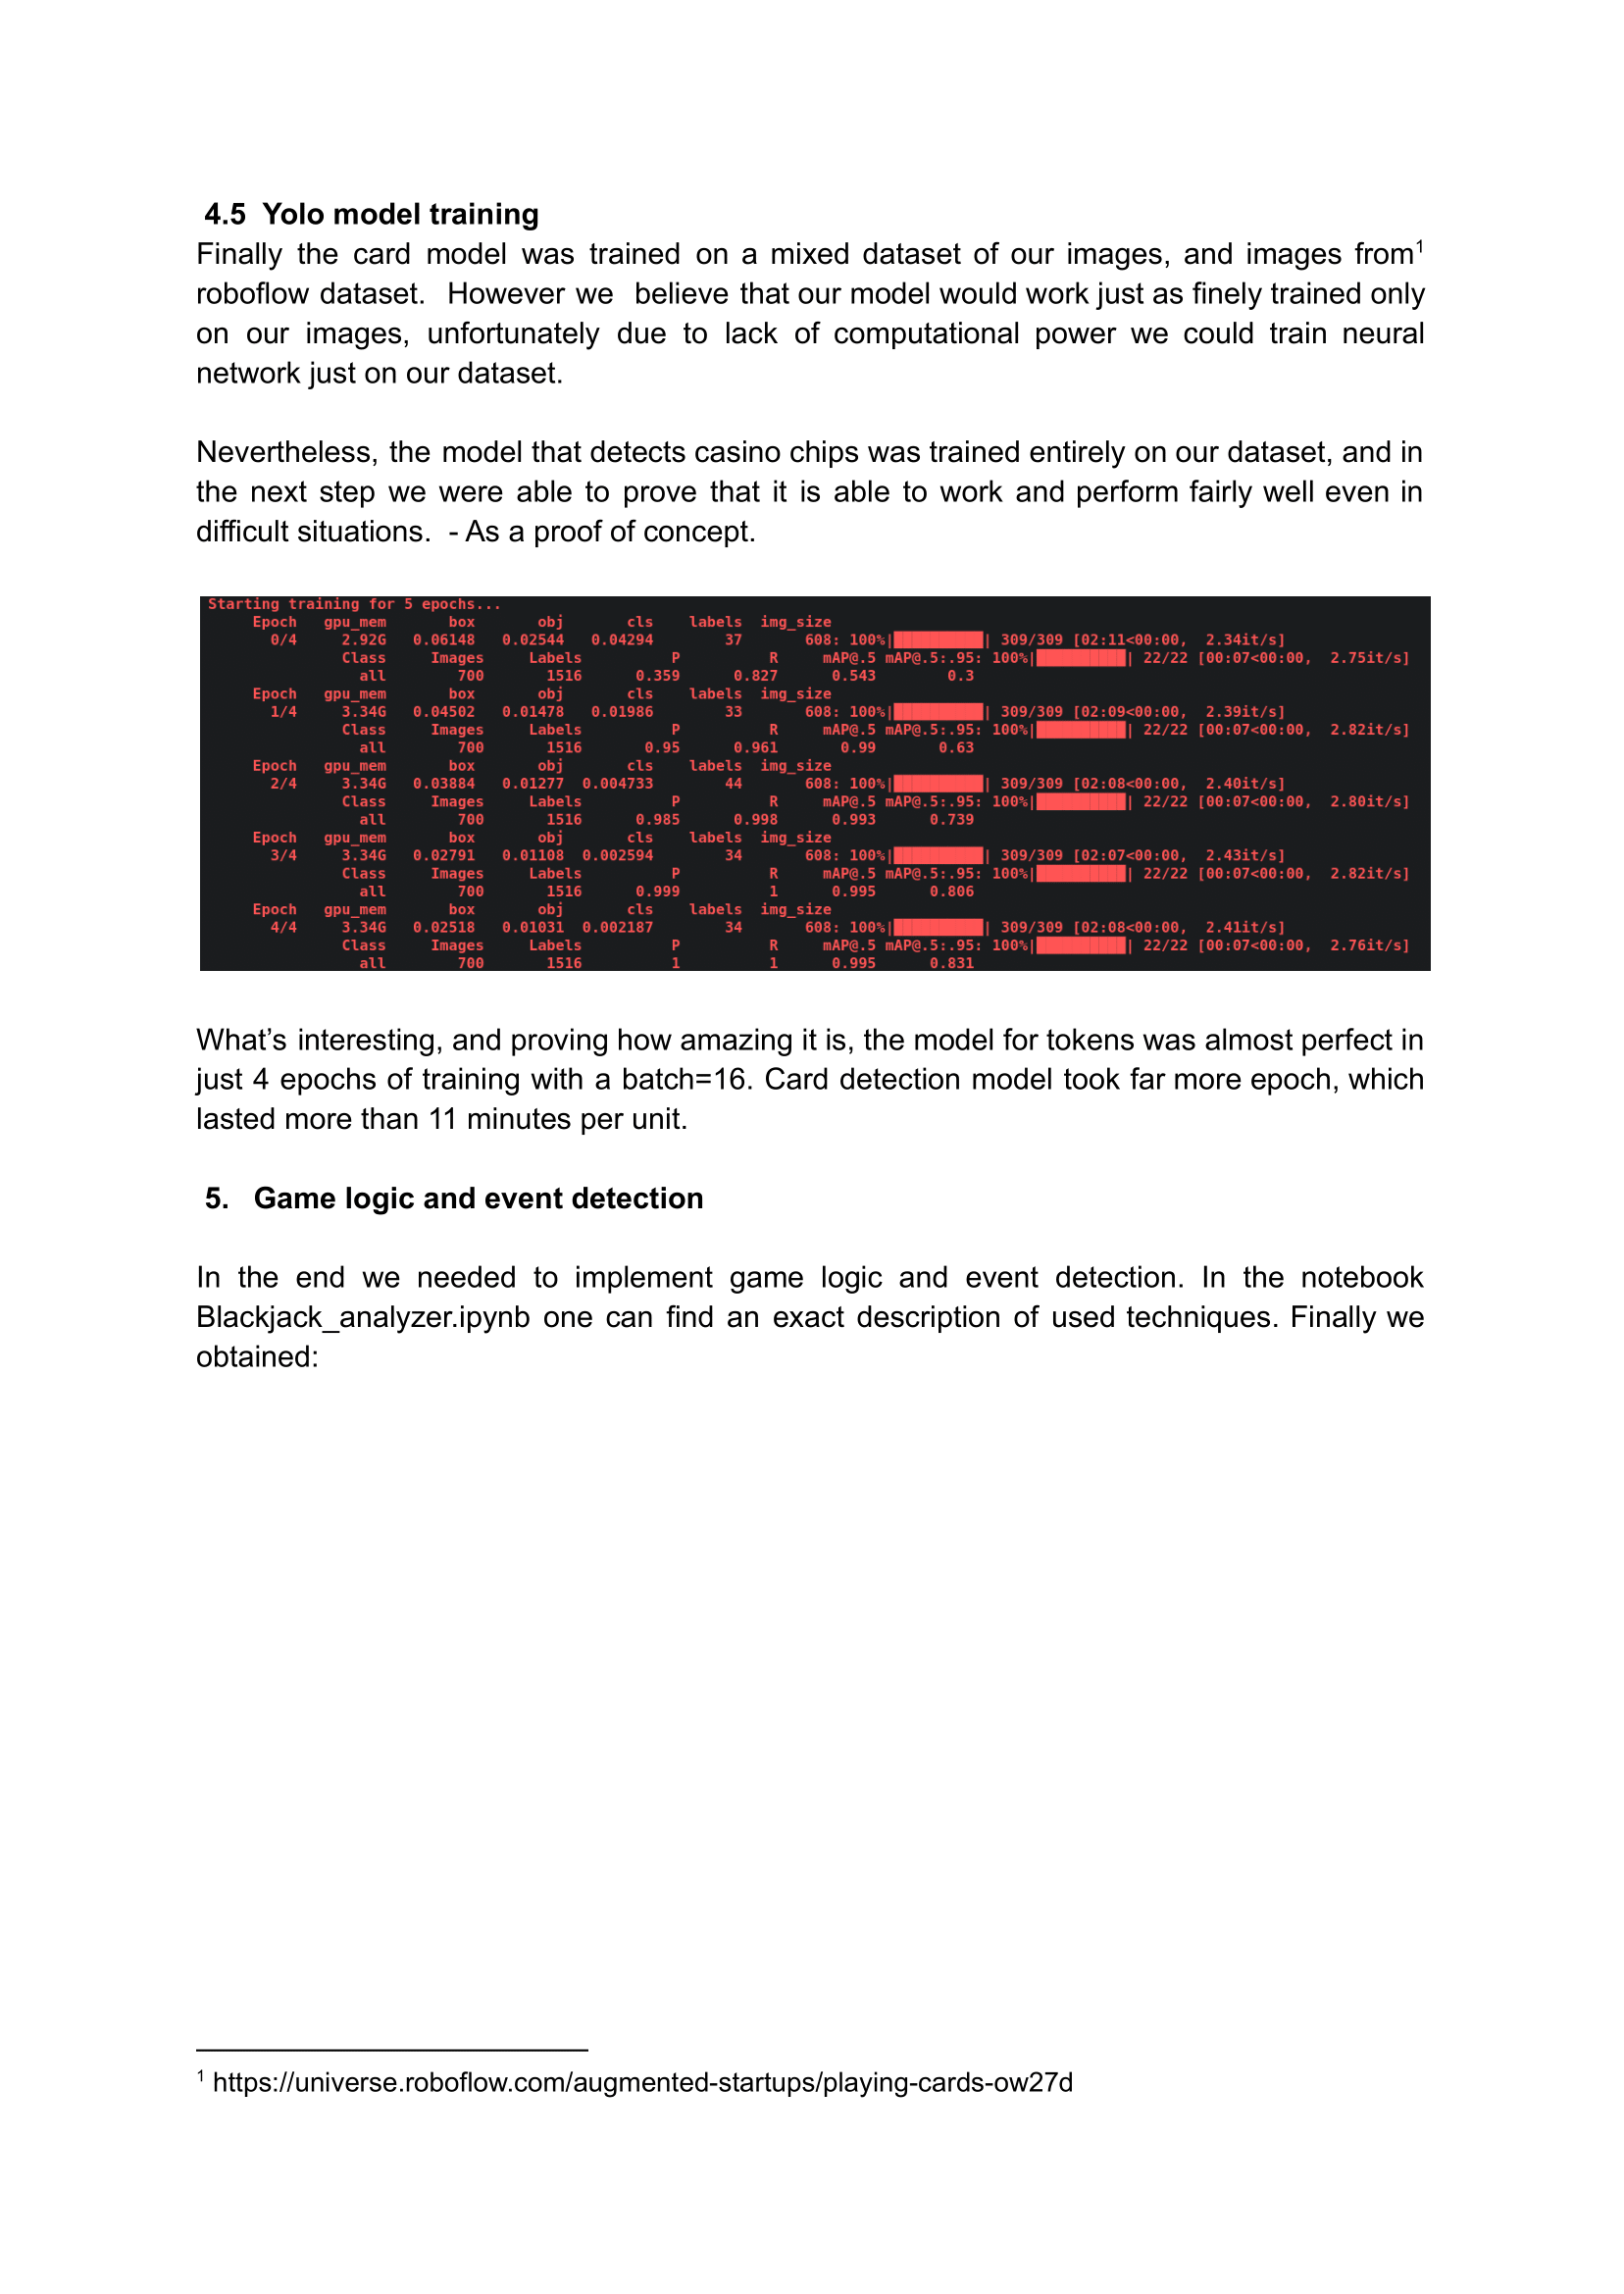 4.5 Yolo model training
Finally the card model was trained on a mixed dataset of our images, and images from1
roboflow dataset. However we believe that our model would work just as finely trained only
on our images, unfortunately due to lack of computational power we could train neural
network just on our dataset.
Nevertheless, the model that detects casino chips was trained entirely on our dataset, and in
the next step we were able to prove that it is able to work and perform fairly well even in
difficult situations. - As a proof of concept.
Starting training for 5 epochs...
Epoch gpu_mem box obj cls labels img_size
0/4 2.92G 0.06148 0.02544 0.04294 37 608: 100%|██████████| 309/309 [02:11<00:00, 2.34it/s]
Class Images Labels P R mAP@.5 mAP@.5:.95: 100%|██████████| 22/22 [00:07<00:00, 2.75it/s]
all 700 1516 0.359 0.827 0.543 0.3
Epoch gpu_mem box obj cls labels img_size
1/4 3.34G 0.04502 0.01478 0.01986 33 608: 100%|██████████| 309/309 [02:09<00:00, 2.39it/s]
Class Images Labels P R mAP@.5 mAP@.5:.95: 100%|██████████| 22/22 [00:07<00:00, 2.82it/s]
all 700 1516 0.95 0.961 0.99 0.63
Epoch gpu_mem box obj cls labels img_size
2/4 3.34G 0.03884 0.01277 0.004733 44 608: 100%|██████████| 309/309 [02:08<00:00, 2.40it/s]
Class Images Labels P R mAP@.5 mAP@.5:.95: 100%|██████████| 22/22 [00:07<00:00, 2.80it/s]
all 700 1516 0.985 0.998 0.993 0.739
Epoch gpu_mem box obj cls labels img_size
3/4 3.34G 0.02791 0.01108 0.002594 34 608: 100%|██████████| 309/309 [02:07<00:00, 2.43it/s]
Class Images Labels P R mAP@.5 mAP@.5:.95: 100%|██████████| 22/22 [00:07<00:00, 2.82it/s]
all 700 1516 0.999 1 0.995 0.806
Epoch gpu_mem box obj cls labels img_size
4/4 3.34G 0.02518 0.01031 0.002187 34 608: 100%|██████████| 309/309 [02:08<00:00, 2.41it/s]
Class Images Labels P R mAP@.5 mAP@.5:.95: 100%|██████████| 22/22 [00:07<00:00, 2.76it/s]
all 700 1516 1 1 0.995 0.831
What's interesting, and proving how amazing it is, the model for tokens was almost perfect in
just 4 epochs of training with a batch=16. Card detection model took far more epoch, which
lasted more than 11 minutes per unit.
5. Game logic and event detection
In the end we needed to implement game logic and event detection. In the notebook
Blackjack_analyzer.ipynb one can find an exact description of used techniques. Finally we
obtained:
1 https://universe.roboflow.com/augmented-startups/playing-cards-ow27d